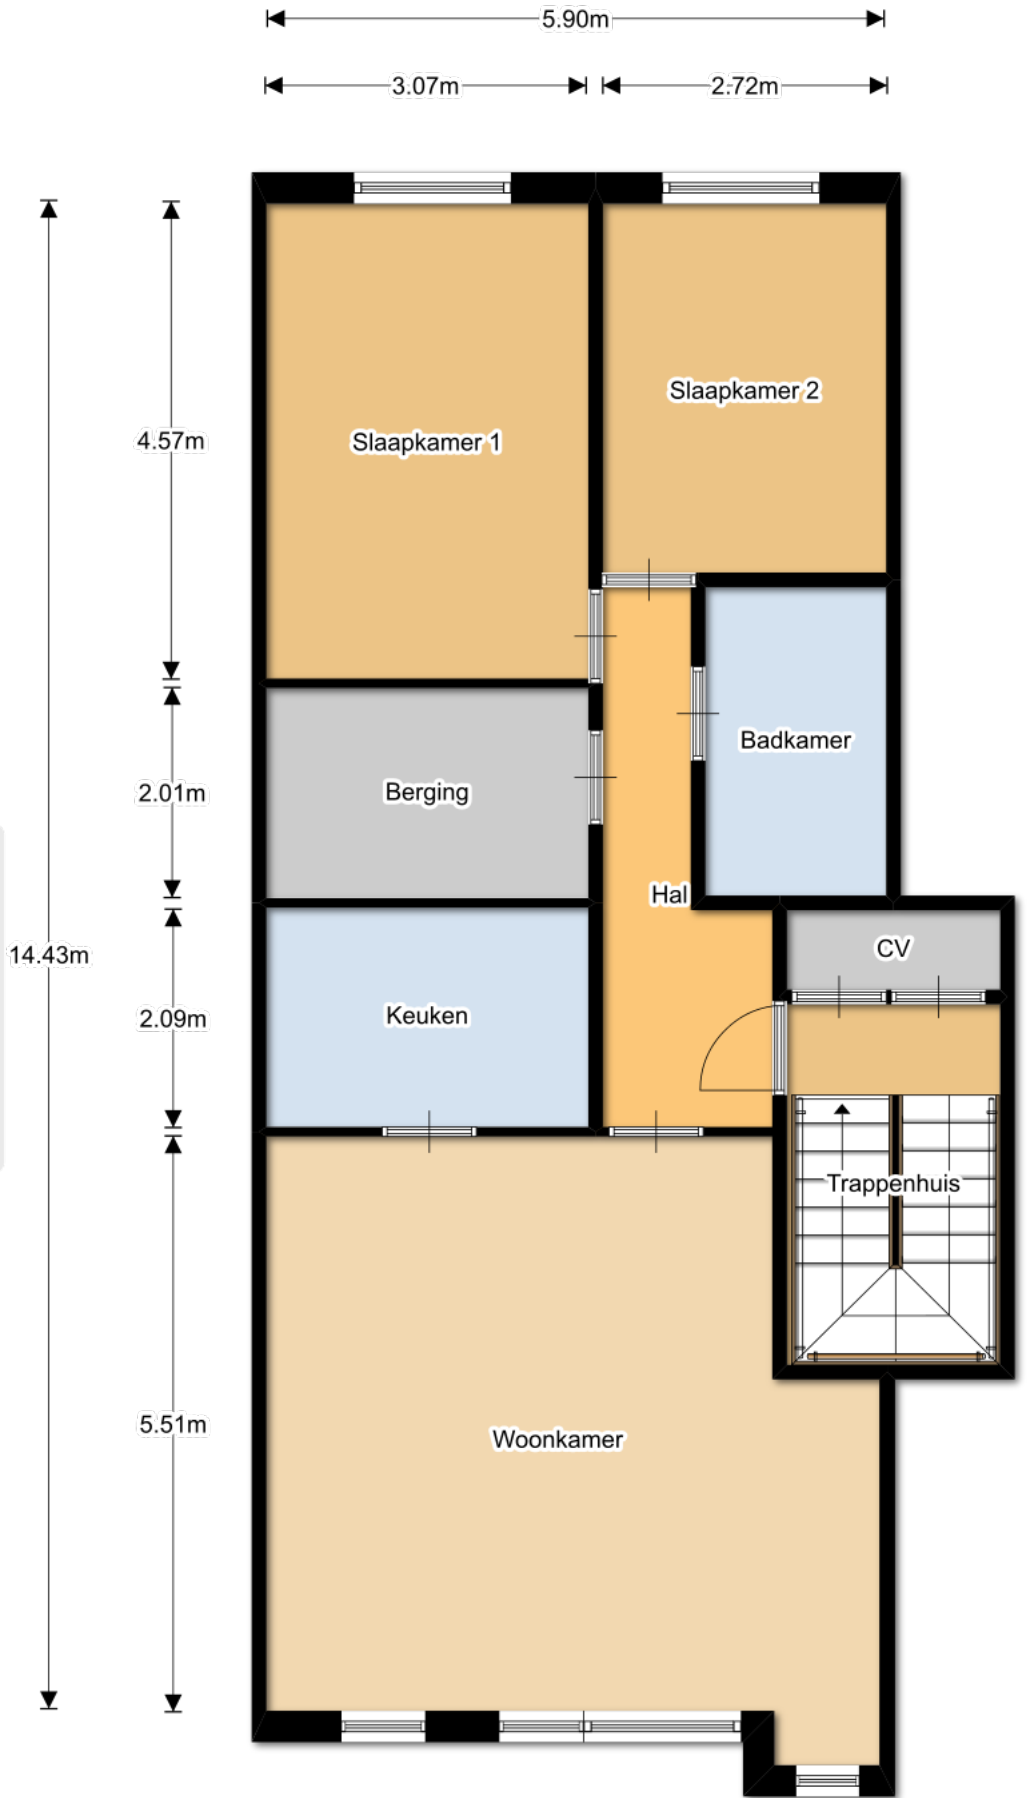 5.90m
3.07m
2.72m
Slaapkamer 2
4.57m
Slaapkamer 1
Badkamer
2.01m
Berging
Hal
14.43m
CV
2.09m
Keuken
Trappenhuis
5.51m
Woonkamer